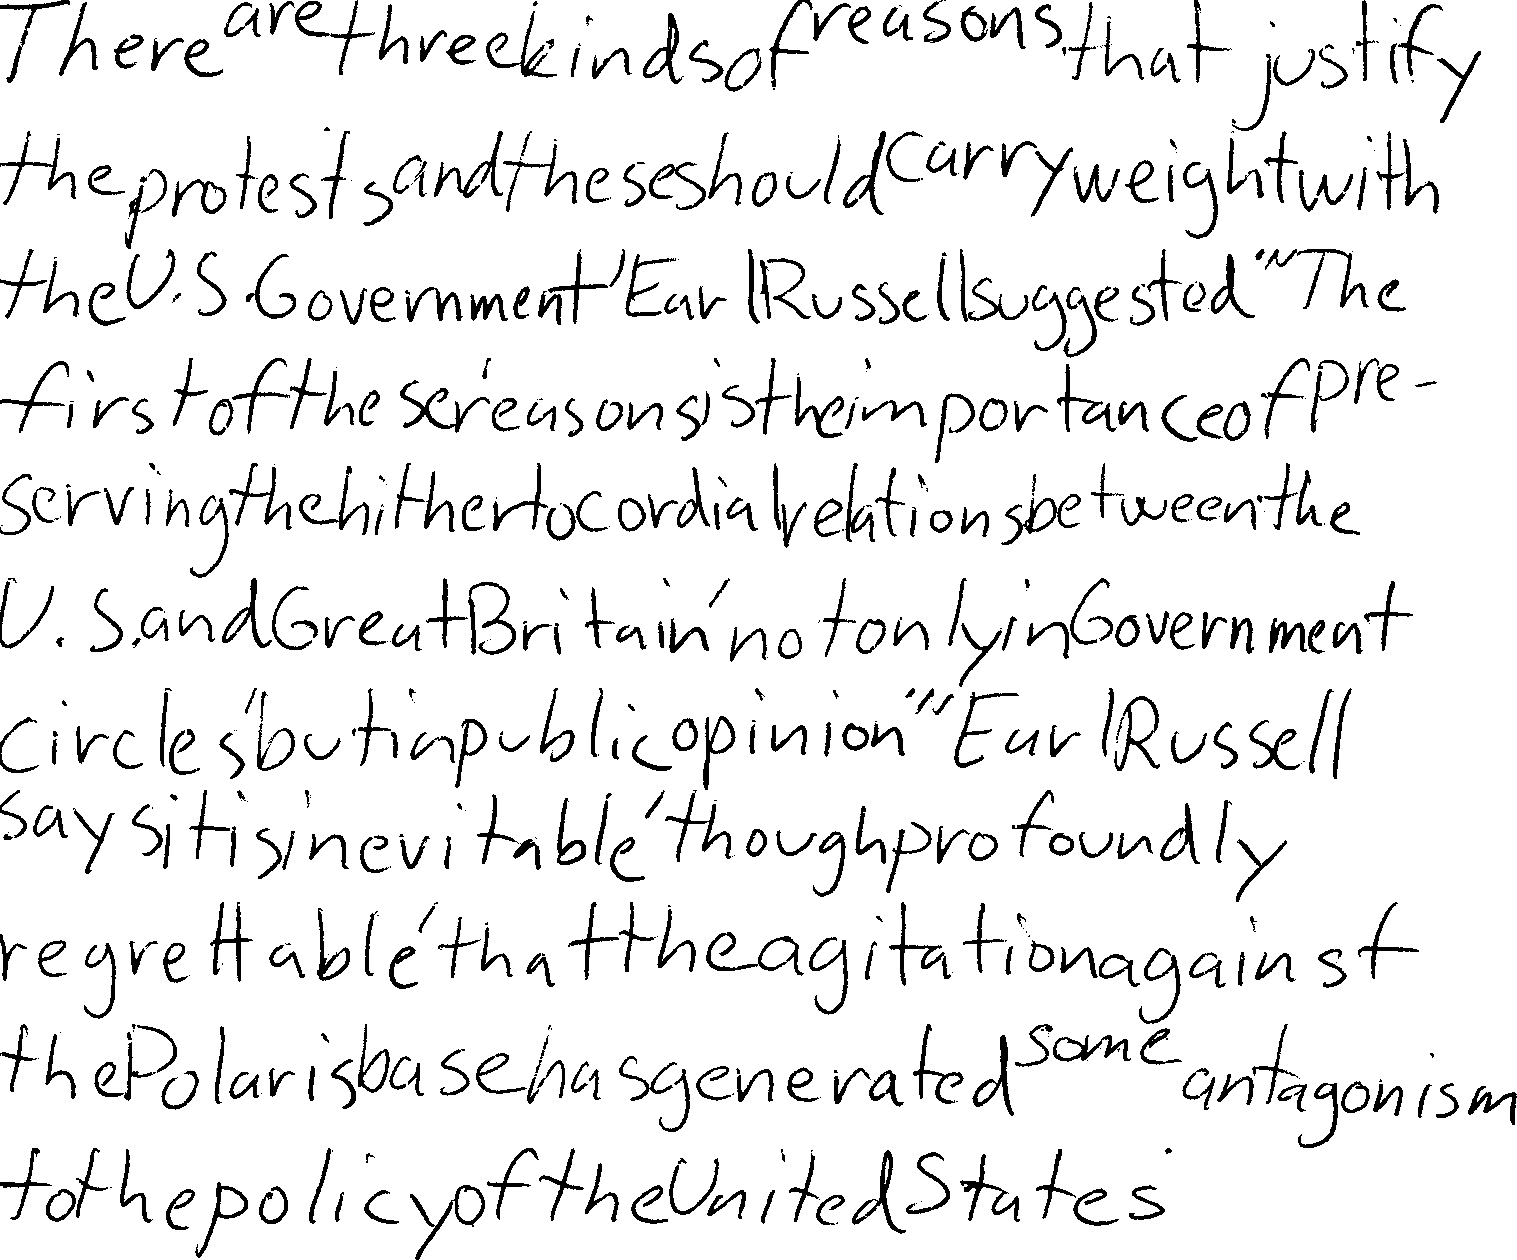 There are three kinds of reasons that justify
the protests and these should carry weight with
the U.S. Government, Earl Russell suggested. "The
first of these reasons is the importance of pre-
serving the hitherto cordial relations between the
U.S. and Great Britain, not only in Government
circles, but in public opinion." Earl Russell
says it is inevitable, though profoundly
regrettable, that the agitation against
the Polaris base has generated some antagonism
to the policy of the United States.